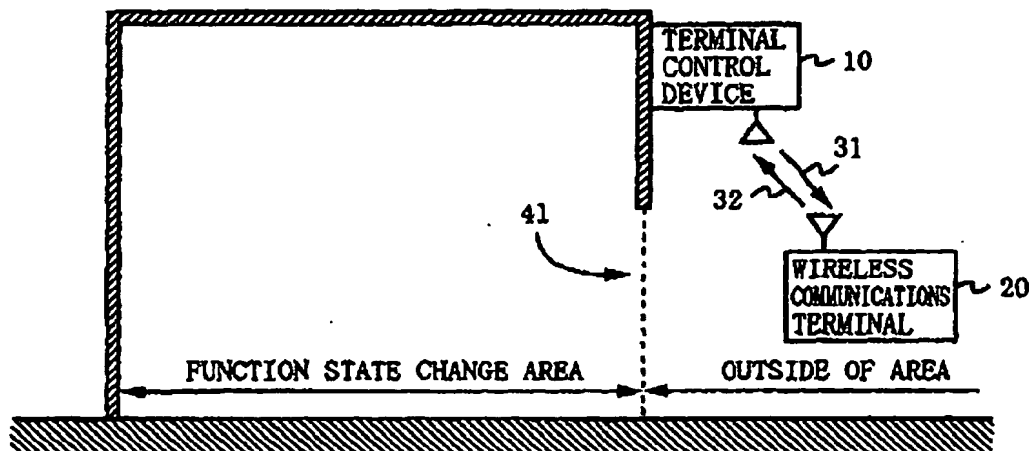 TERMINAL
CONTROL
DEVICE
10
31
32
41
WIRELESS
COMMUNICATIONS
TERMINAL
20
FUNCTION STATE CHANGE AREA
OUTSIDE OF AREA